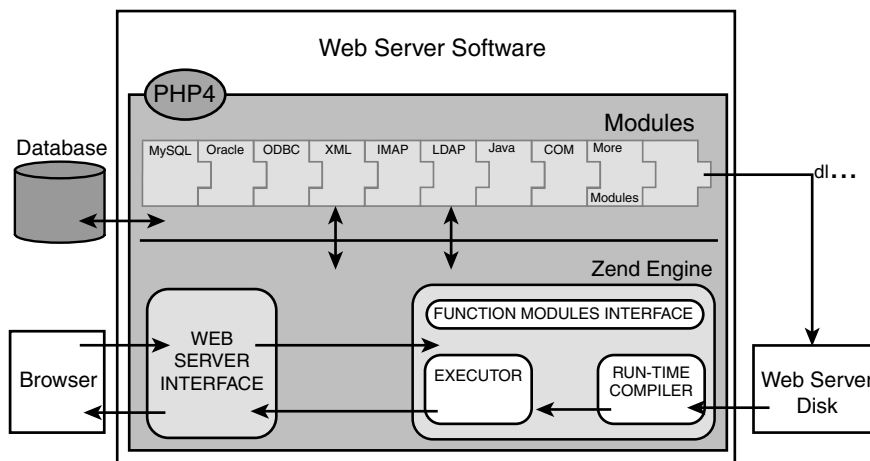 Web Server Software
PHP4
Modules
Database
MySQL Oracle ODBC XML IMAP LDAP Java COM More
Modules
dl...
Zend Engine
FUNCTION MODULES INTERFACE
WEB
SERVER
INTERFACE
Browser
EXECUTOR
RUN-TIME
COMPILER
Web Server
Disk